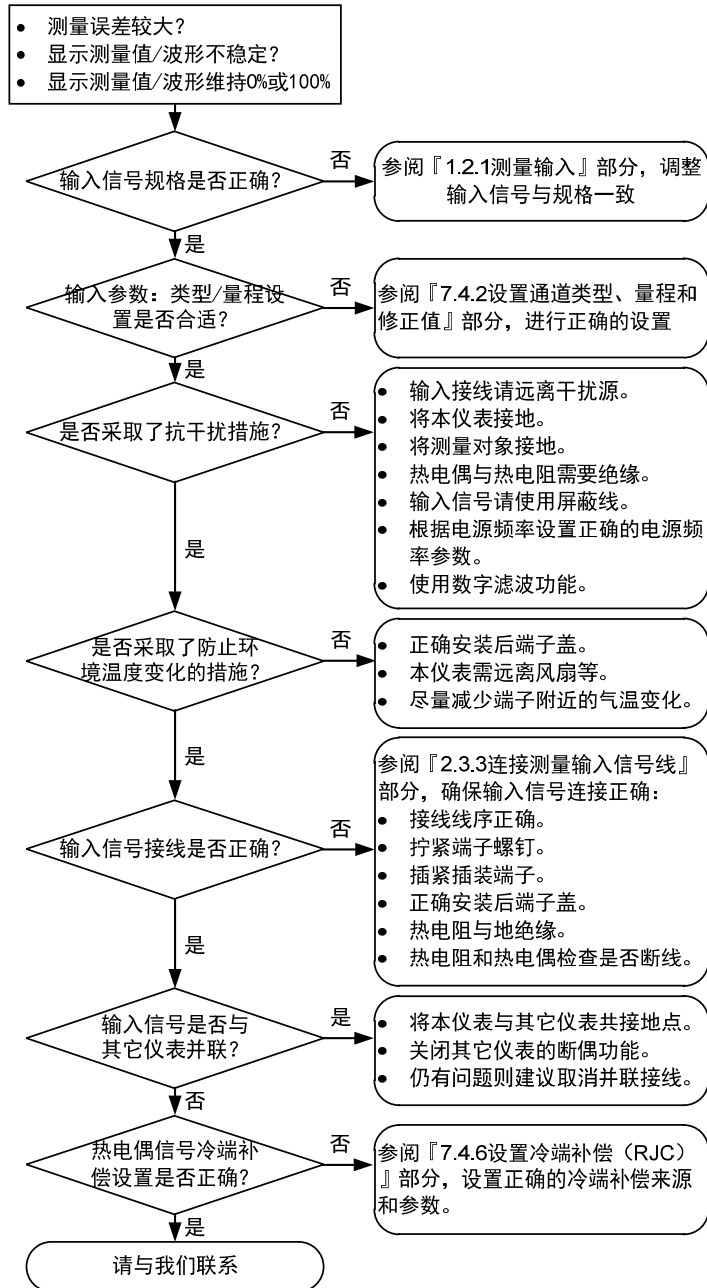 • 测量误差较大？
• 显示测量值/波形不稳定？
• 显示测量值/波形维持0%或100%
输入信号规格是否正确？
否
参阅『1.2.1测量输入』部分，调整
输入信号与规格一致
是
输入参数：类型/量程设
置是否合适？
否
参阅『7.4.2设置通道类型、量程和
修正值』部分，进行正确的设置
是
是否采取了抗干扰措施？
否
• 输入接线请远离干扰源。
• 将本仪表接地。
• 将测量对象接地。
• 热电偶与热电阻需要绝缘。
• 输入信号请使用屏蔽线。
• 根据电源频率设置正确的电源频
率参数。
• 使用数字滤波功能。
是
是否采取了防止环
境温度变化的措施？
否
• 正确安装后端子盖。
• 本仪表需远离风扇等。
• 尽量减少端子附近的气温变化。
是
输入信号接线是否正确？
否
参阅『2.3.3连接测量输入信号线』
部分，确保输入信号连接正确：
• 接线线序正确。
• 拧紧端子螺钉。
• 插紧插装端子。
• 正确安装后端子盖。
• 热电阻与地绝缘。
• 热电阻和热电偶检查是否断线。
是
输入信号是否与
其它仪表并联？
是
• 将本仪表与其它仪表共接地点。
• 关闭其它仪表的断偶功能。
• 仍有问题则建议取消并联接线。
否
热电偶信号冷端补
偿设置是否正确？
否
参阅『7.4.6设置冷端补偿（RJC）
』部分，设置正确的冷端补偿来源
和参数。
是
请与我们联系